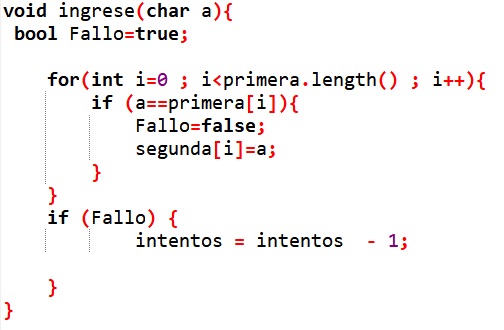 void ingrese(char a){
bool Fallo=true;
for(int i=0 ; i<primera.length() ; i++){
if (a==primera[i]){
Fallo=false;
segunda[i]=a;
}
}
if (Fallo) {
intentos = intentos  - 1;
}
}